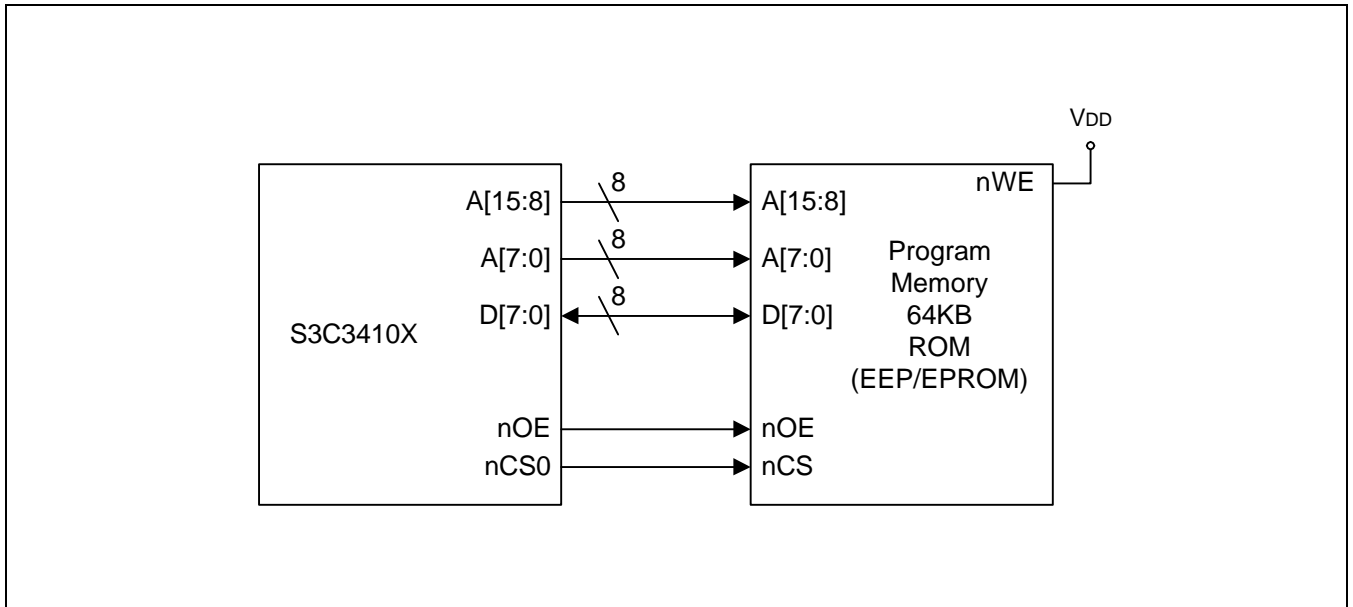 VDD
nWE
A[15:8] 8 A[15:8]
A[7:0] 8 A[7:0]
D[7:0] 8 D[7:0]
S3C3410X
Program
Memory
64KB
ROM
(EEP/EPROM)
nOE nOE
nCS0 nCS